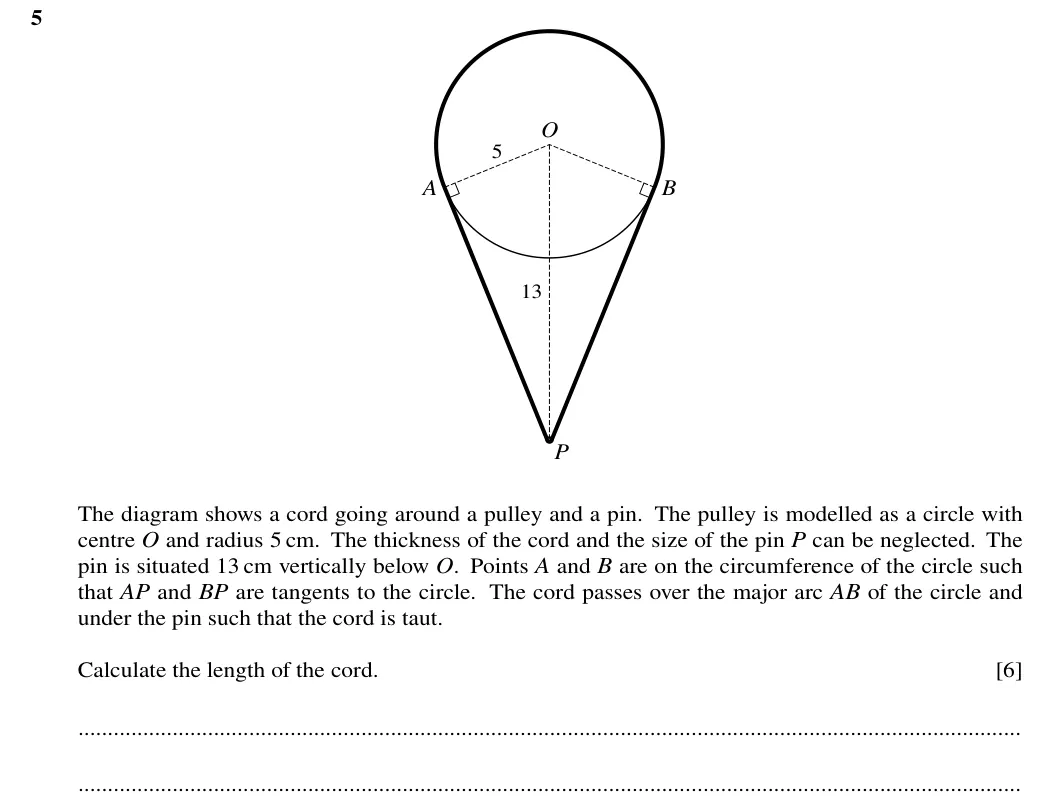 5
O
5
A
B
13
P
The diagram shows a cord going around a pulley and a pin. The pulley is modelled as a circle with
centre O and radius 5 cm. The thickness of the cord and the size of the pin P can be neglected. The
pin is situated 13 cm vertically below O. Points A and B are on the circumference of the circle such
that AP and BP are tangents to the circle. The cord passes over the major arc AB of the circle and
under the pin such that the cord is taut.
Calculate the length of the cord. [6]